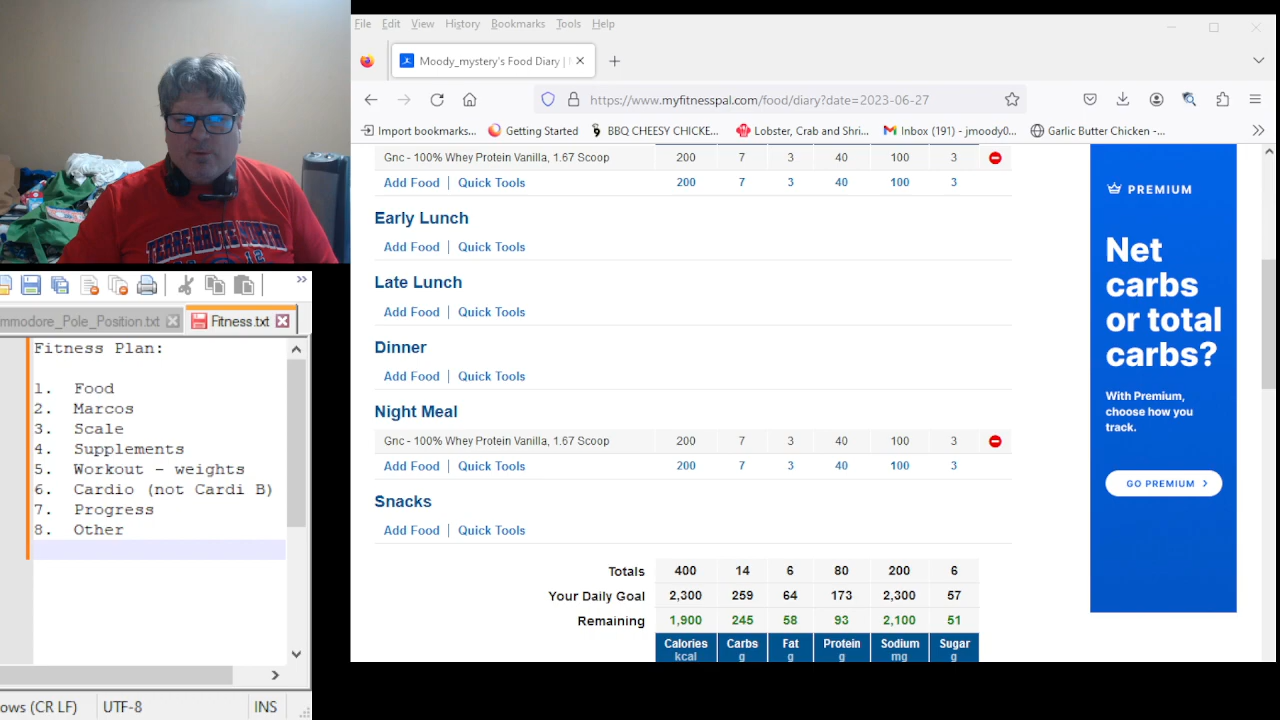 TERRE HAUTE NORTH
12
mmodore_Pole_Position.txt
Fitness.txt
Fitness Plan:
1. Food
2. Marcos
3. Scale
4. Supplements
5. Workout - weights
6. Cardio (not Cardi B)
7. Progress
8. Other
ows (CR LF) UTF-8 INS
File Edit View History Bookmarks Tools Help
Moody_mystery's Food Diary |
https://www.myfitnesspal.com/food/diary?date=2023-06-27
Import bookmarks... Getting Started BBQ CHEESY CHICKE... Lobster, Crab and Shri... Inbox (191) - jmoody0... Garlic Butter Chicken -...
Gnc - 100% Whey Protein Vanilla, 1.67 Scoop 200 7 3 40 100 3
Add Food | Quick Tools 200 7 3 40 100 3
Early Lunch
Add Food | Quick Tools
Late Lunch
Add Food | Quick Tools
Dinner
Add Food | Quick Tools
Night Meal
Gnc - 100% Whey Protein Vanilla, 1.67 Scoop 200 7 3 40 100 3
Add Food | Quick Tools 200 7 3 40 100 3
Snacks
Add Food | Quick Tools
Totals 400 14 6 80 200 6
Your Daily Goal 2,300 259 64 173 2,300 57
Remaining 1,900 245 58 93 2,100 51
Calories Carbs Fat Protein Sodium Sugar
kcal g g g mg g
PREMIUM
Net
carbs
or total
carbs?
With Premium,
choose how you
track.
GO PREMIUM